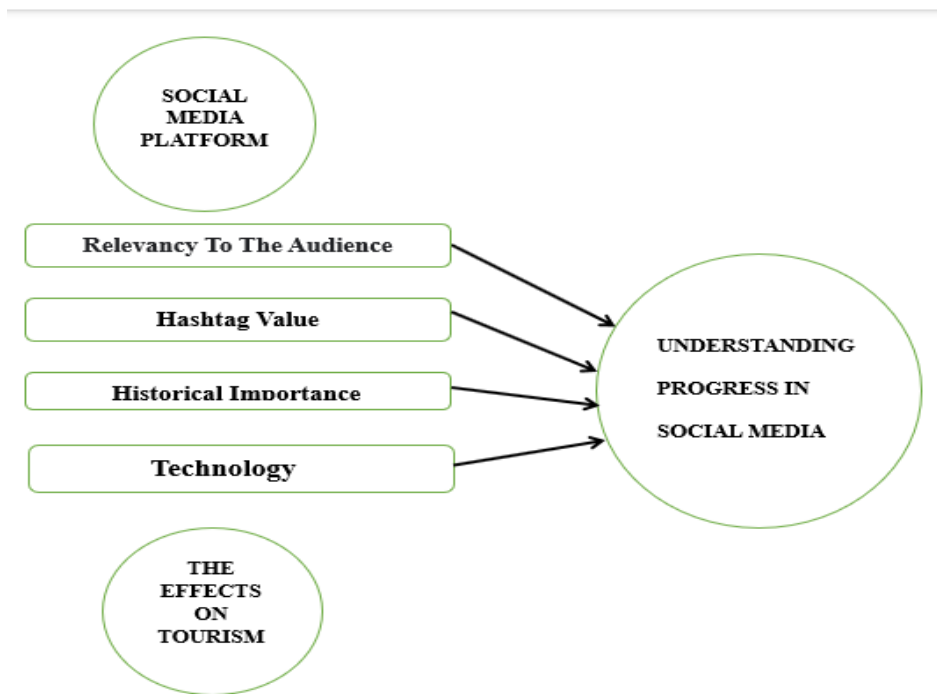 SOCIAL
MEDIA
PLATFORM
Relevancy To The Audience
Hashtag Value
Historical Importance
Technology
UNDERSTANDING
PROGRESS IN
SOCIAL MEDIA
THE
EFFECTS
ON
TOURISM